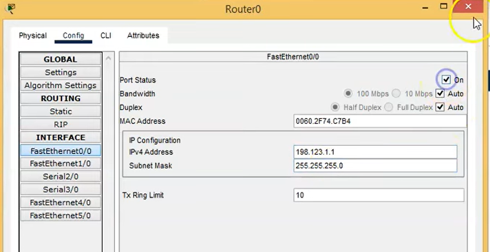 Router0
Physical Config CLI Attributes
GLOBAL
Settings
Algorithm Settings
ROUTING
Static
RIP
INTERFACE
FastEthernet0/0
FastEthernet1/0
Serial2/0
Serial3/0
FastEthernet4/0
FastEthernet5/0
FastEthernet0/0
Port Status On
Bandwidth 100 Mbps 10 Mbps Auto
Duplex Half Duplex Full Duplex Auto
MAC Address 0060.2F74.C7B4
IP Configuration
IPv4 Address 198.123.1.1
Subnet Mask 255.255.255.0
Tx Ring Limit 10